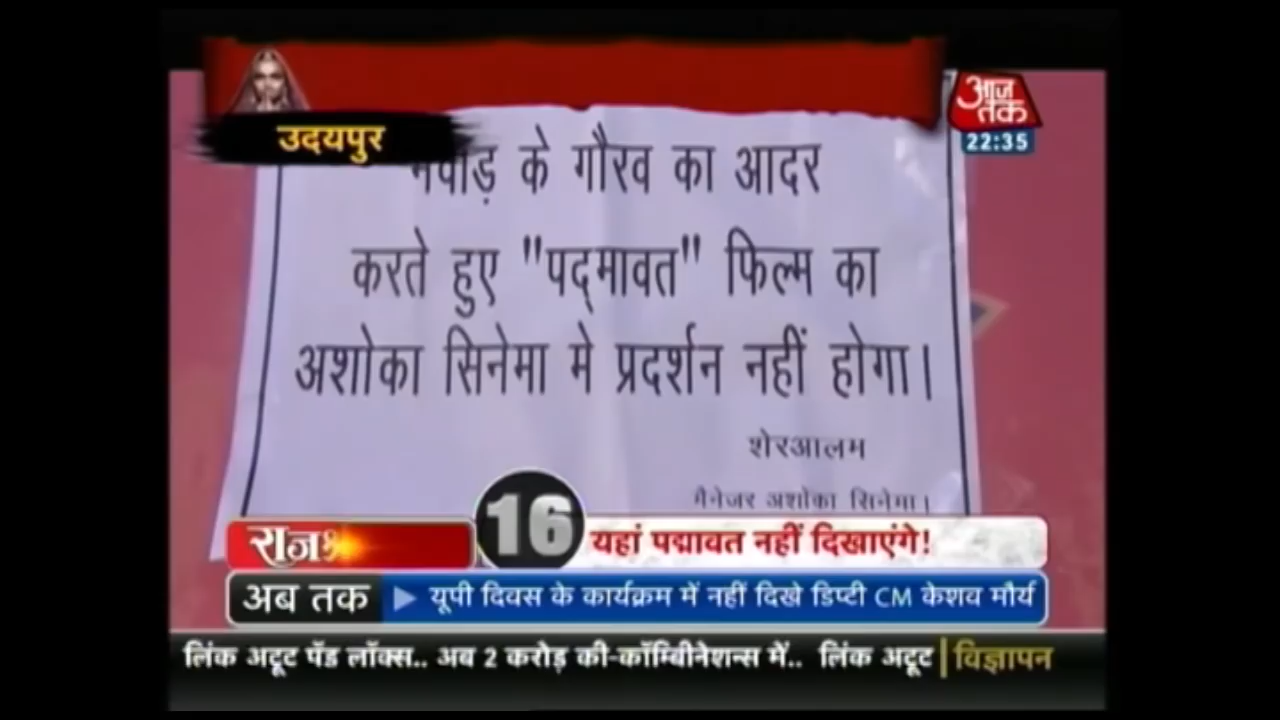 आज तक
22:35
उदयपुर
के गौरव का आदर
करते हुए "पद्मावत" फिल्म का
अशोका सिनेमा मे प्रदर्शन नहीं होगा।
शेरआलम
मैनेजर अशोका सिनेमा।
16 यहां पद्मावत नहीं दिखाएंगे!
अब तक ▶ यूपी दिवस के कार्यक्रम में नहीं दिखे डिप्टी CM केशव मौर्य
लिंक अटूट पॅड लॉक्स.. अब 2 करोड़ की-कॉम्बिीनेशन्स में.. लिंक अटूट | विज्ञापन